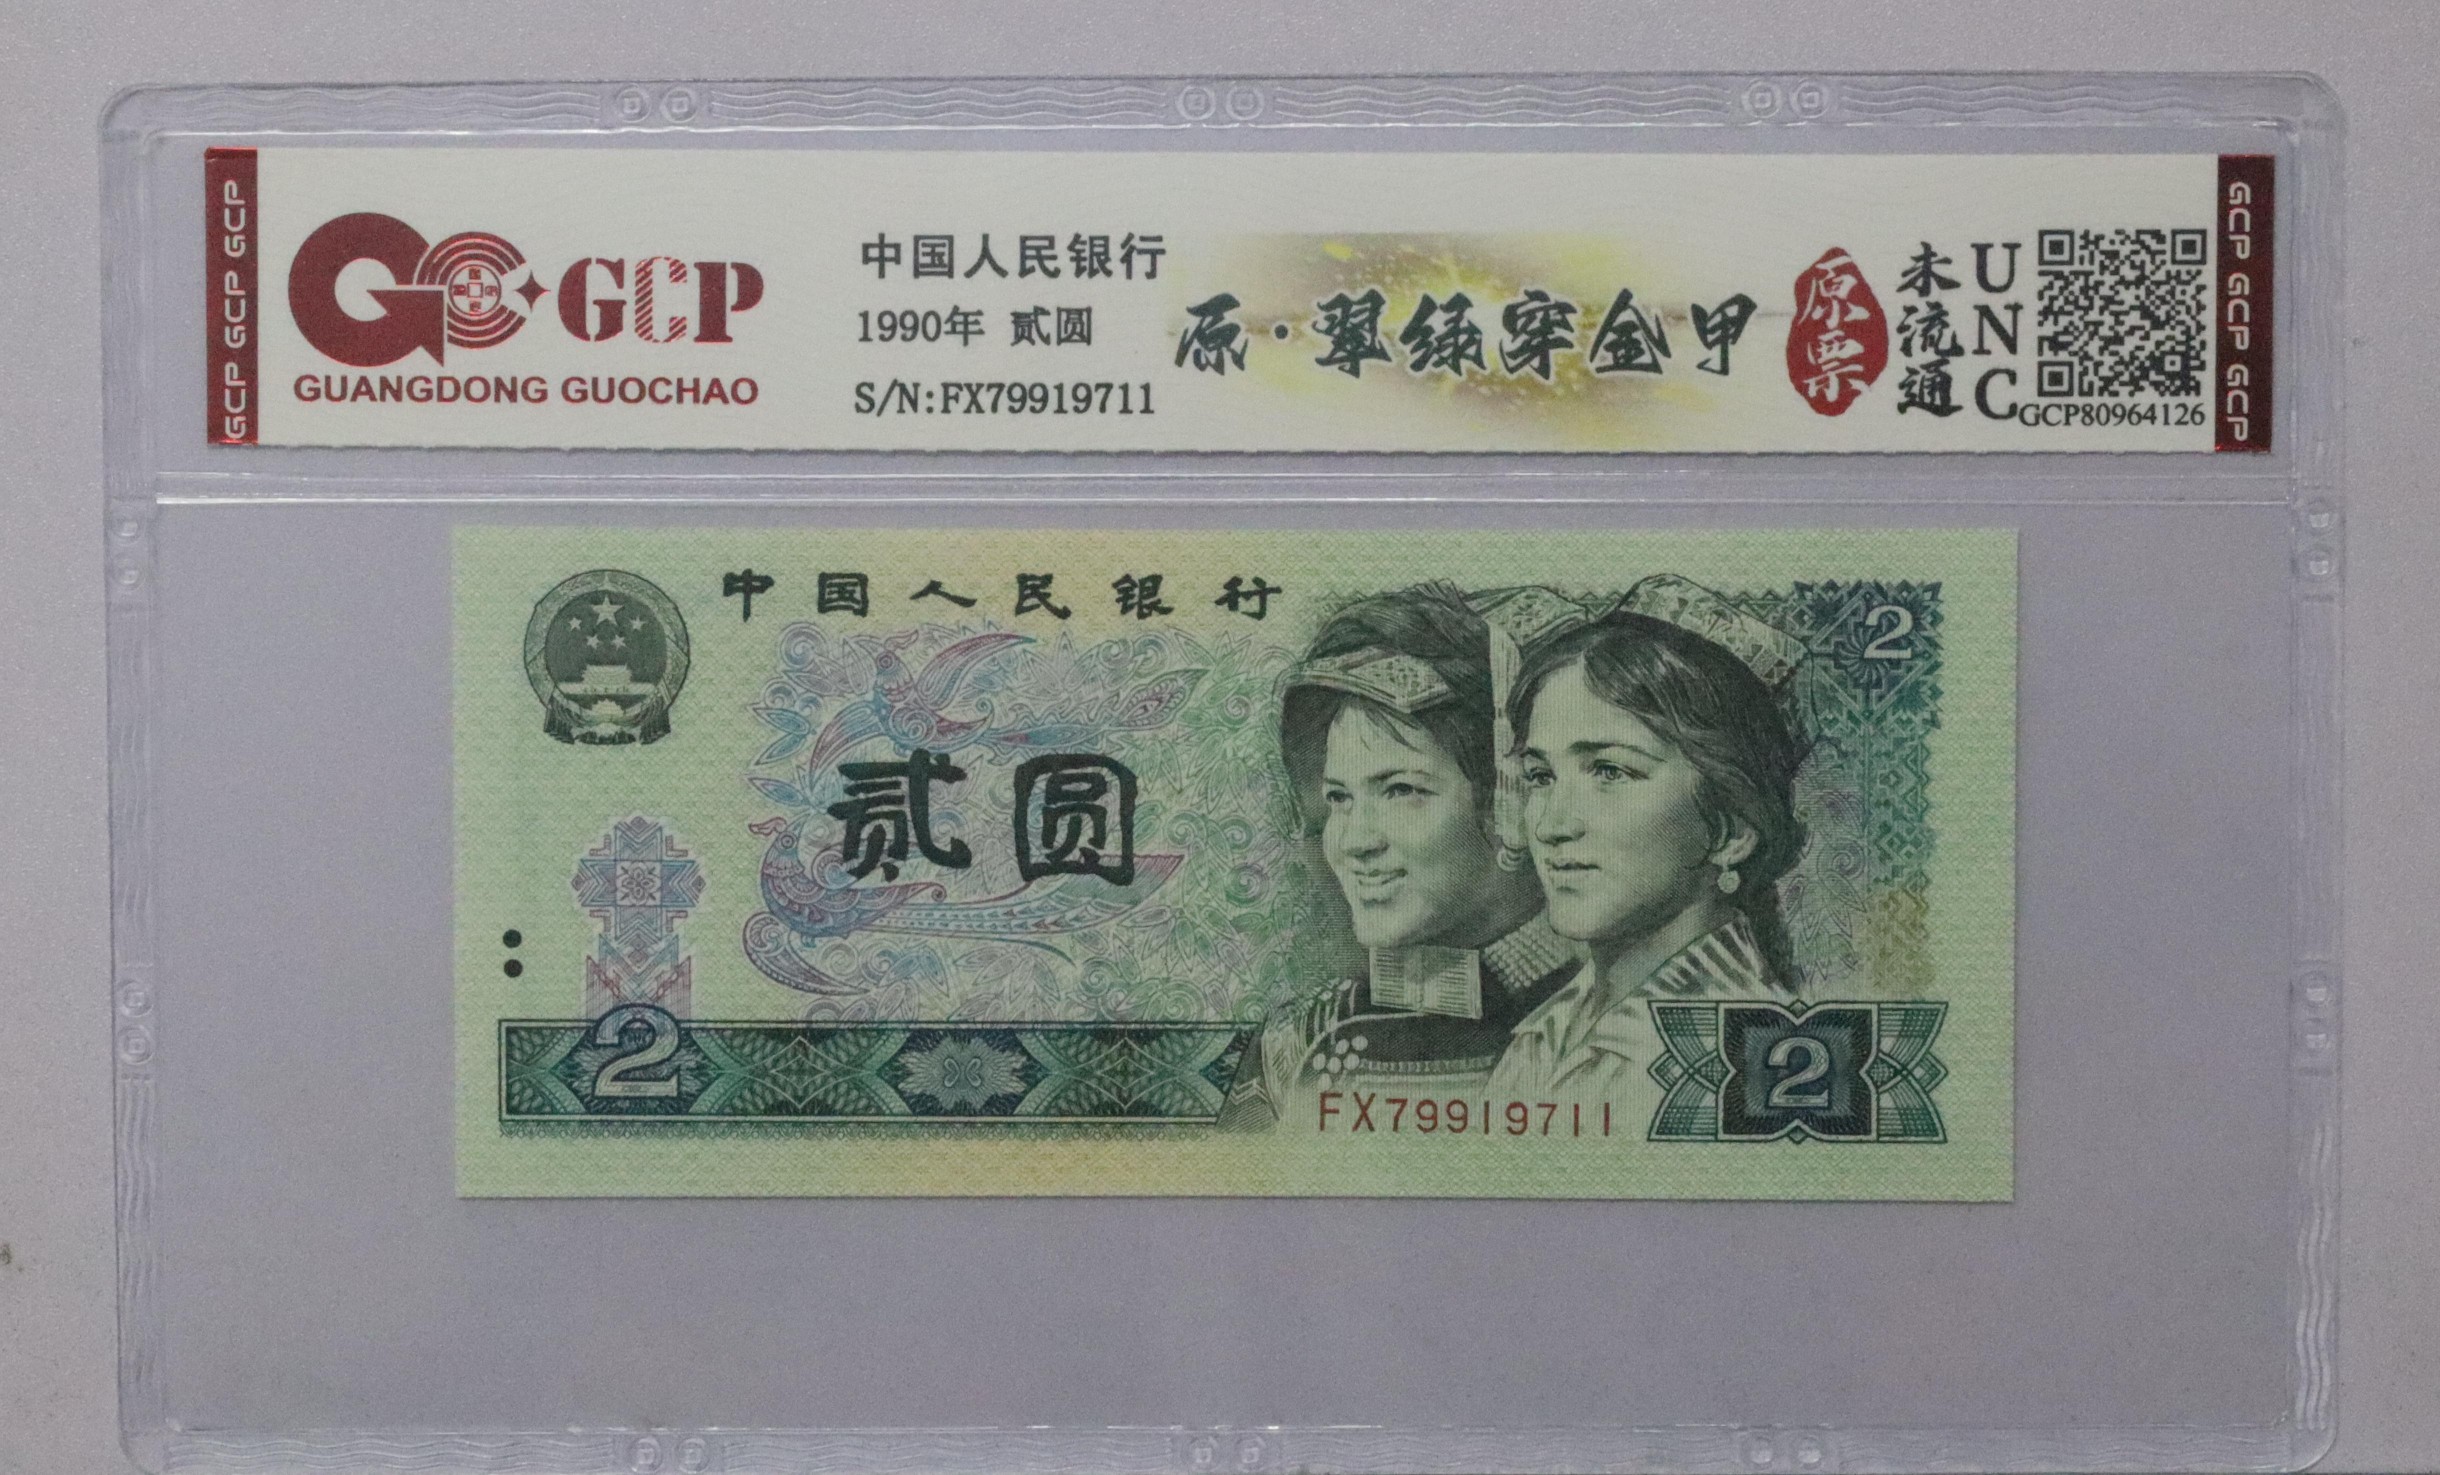 GCP GCP GCP
GCP
GUANGDONG GUOCHAO
中国人民银行
1990年 贰圆
S/N:FX79919711
原·翠绿穿金甲
原票
未流通
UNC
GCP80964126
GCP GCP GCP
中国人民银行
2
贰圆
2
2
FX79919711